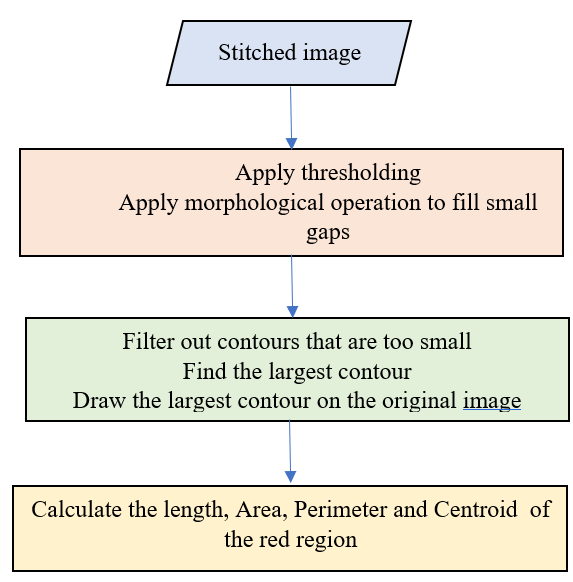 Stitched image
Apply thresholding
Apply morphological operation to fill small
gaps
Filter out contours that are too small
Find the largest contour
Draw the largest contour on the original image
Calculate the length, Area, Perimeter and Centroid  of
the red region